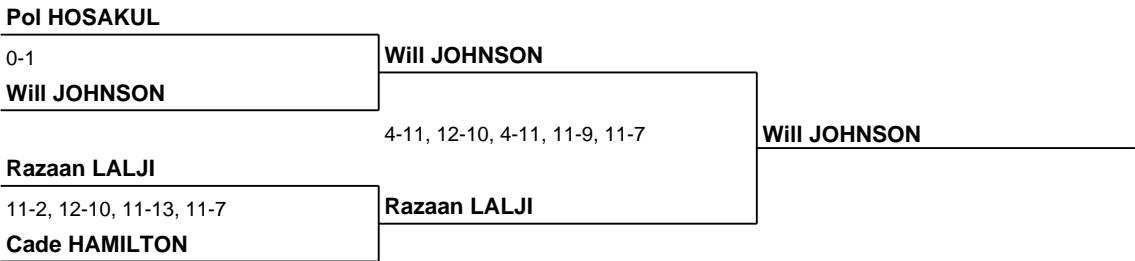 Pol HOSAKUL
0-1
Will JOHNSON
Will JOHNSON
4-11, 12-10, 4-11, 11-9, 11-7
Will JOHNSON
Razaan LALJI
11-2, 12-10, 11-13, 11-7
Razaan LALJI
Cade HAMILTON